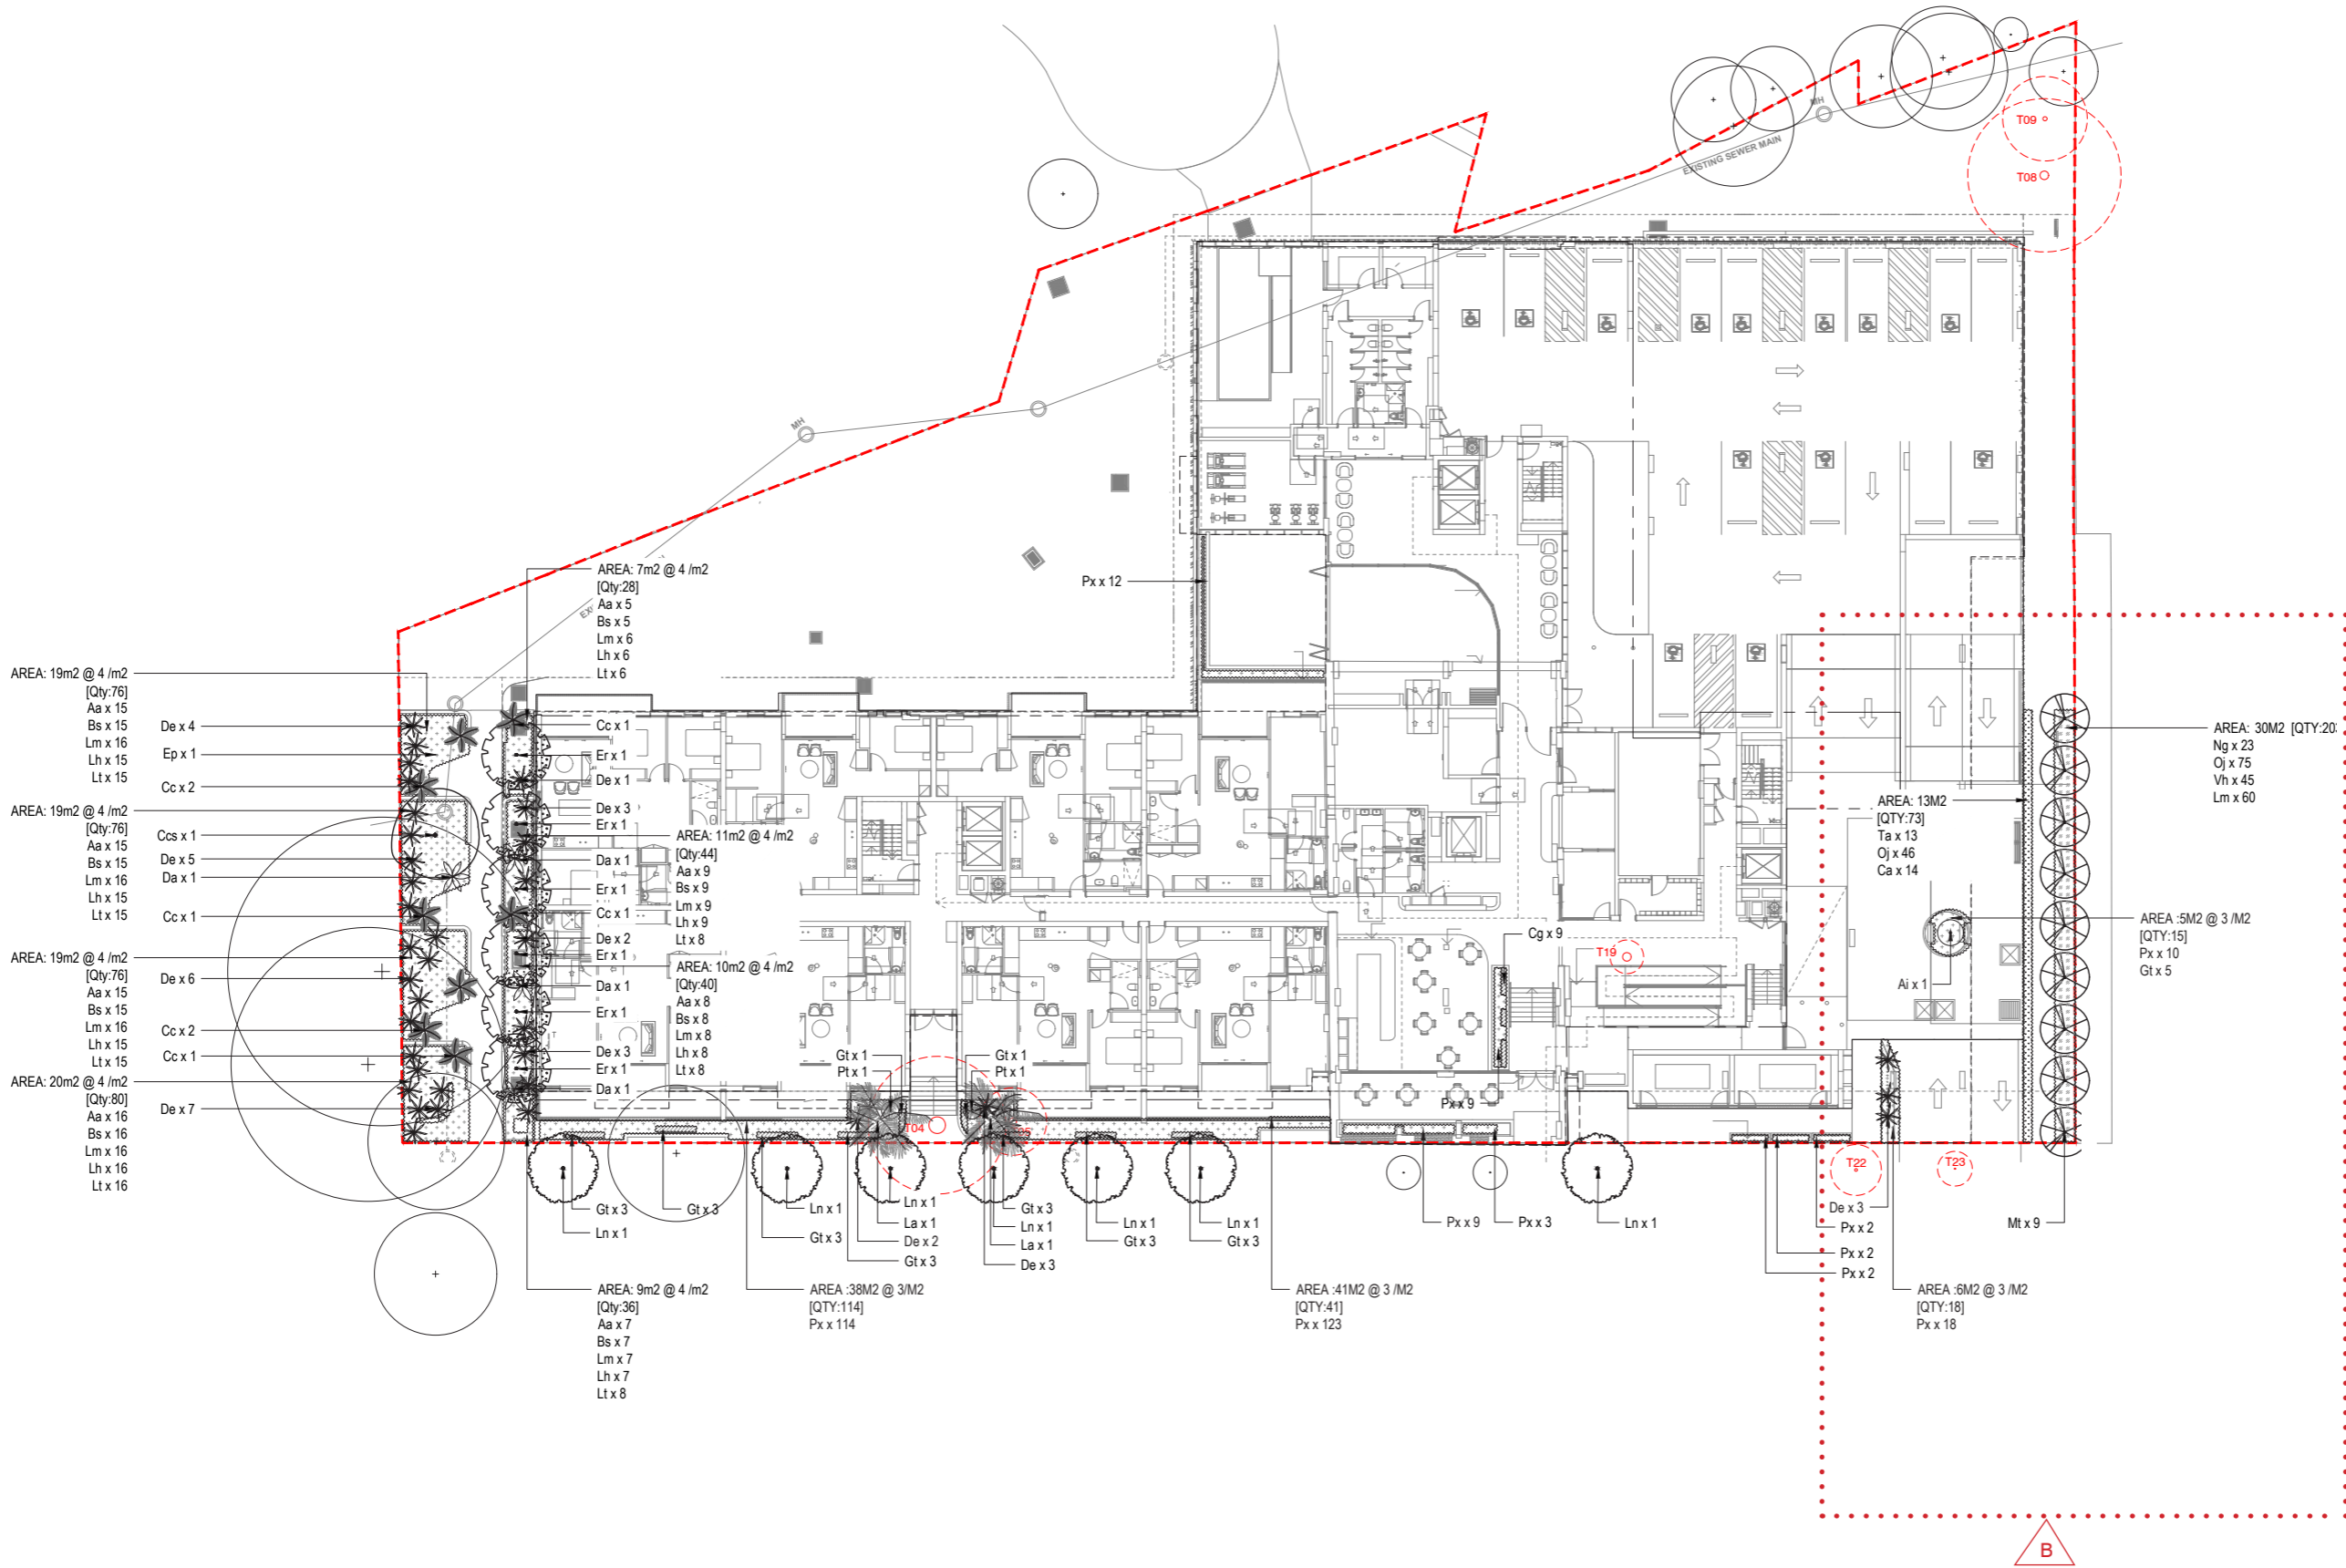 MH
T09
T08
EXISTING SEWER MAIN
MH
AREA: 7m2 @ 4 /m2
[Qty:28]
Aa x 5
Bs x 5
Lm x 6
Lh x 6
Lt x 6
Px x 12
AREA: 19m2 @ 4 /m2
[Qty:76]
Aa x 15
Bs x 15
Lm x 16
Lh x 15
Lt x 15
De x 4
Ep x 1
Cc x 2
AREA: 19m2 @ 4 /m2
[Qty:76]
Aa x 15
Bs x 15
Lm x 16
Lh x 15
Lt x 15
Ccs x 1
De x 5
Da x 1
Cc x 1
AREA: 19m2 @ 4 /m2
[Qty:76]
Aa x 15
Bs x 15
Lm x 16
Lh x 15
Lt x 15
De x 6
Cc x 2
Cc x 1
AREA: 20m2 @ 4 /m2
[Qty:80]
Aa x 16
Bs x 16
Lm x 16
Lh x 16
Lt x 16
De x 7
Cc x 1
Er x 1
De x 1
De x 3
Er x 1
Da x 1
Er x 1
Cc x 1
De x 2
Er x 1
Da x 1
Er x 1
De x 3
Er x 1
Da x 1
AREA: 11m2 @ 4 /m2
[Qty:44]
Aa x 9
Bs x 9
Lm x 9
Lh x 9
Lt x 8
AREA: 10m2 @ 4 /m2
[Qty:40]
Aa x 8
Bs x 8
Lm x 8
Lh x 8
Lt x 8
Gt x 1
Pt x 1
Gt x 1
Pt x 1
T04
Cg x 9
T19
Px x 9
AREA: 30M2 [QTY:20
Ng x 23
Oj x 75
Vh x 45
Lm x 60
AREA: 13M2
[QTY:73]
Ta x 13
Oj x 46
Ca x 14
AREA :5M2 @ 3 /M2
[QTY:15]
Px x 10
Gt x 5
Ai x 1
T22
T23
Gt x 3
Ln x 1
Gt x 3
Ln x 1
Gt x 3
Ln x 1
La x 1
De x 2
Gt x 3
Gt x 3
Ln x 1
La x 1
De x 3
Ln x 1
Gt x 3
Ln x 1
Gt x 3
Px x 9
Px x 3
Ln x 1
De x 3
Px x 2
Px x 2
Px x 2
Mt x 9
AREA: 9m2 @ 4 /m2
[Qty:36]
Aa x 7
Bs x 7
Lm x 7
Lh x 7
Lt x 8
AREA :38M2 @ 3/M2
[QTY:114]
Px x 114
AREA :41M2 @ 3 /M2
[QTY:41]
Px x 123
AREA :6M2 @ 3 /M2
[QTY:18]
Px x 18
B